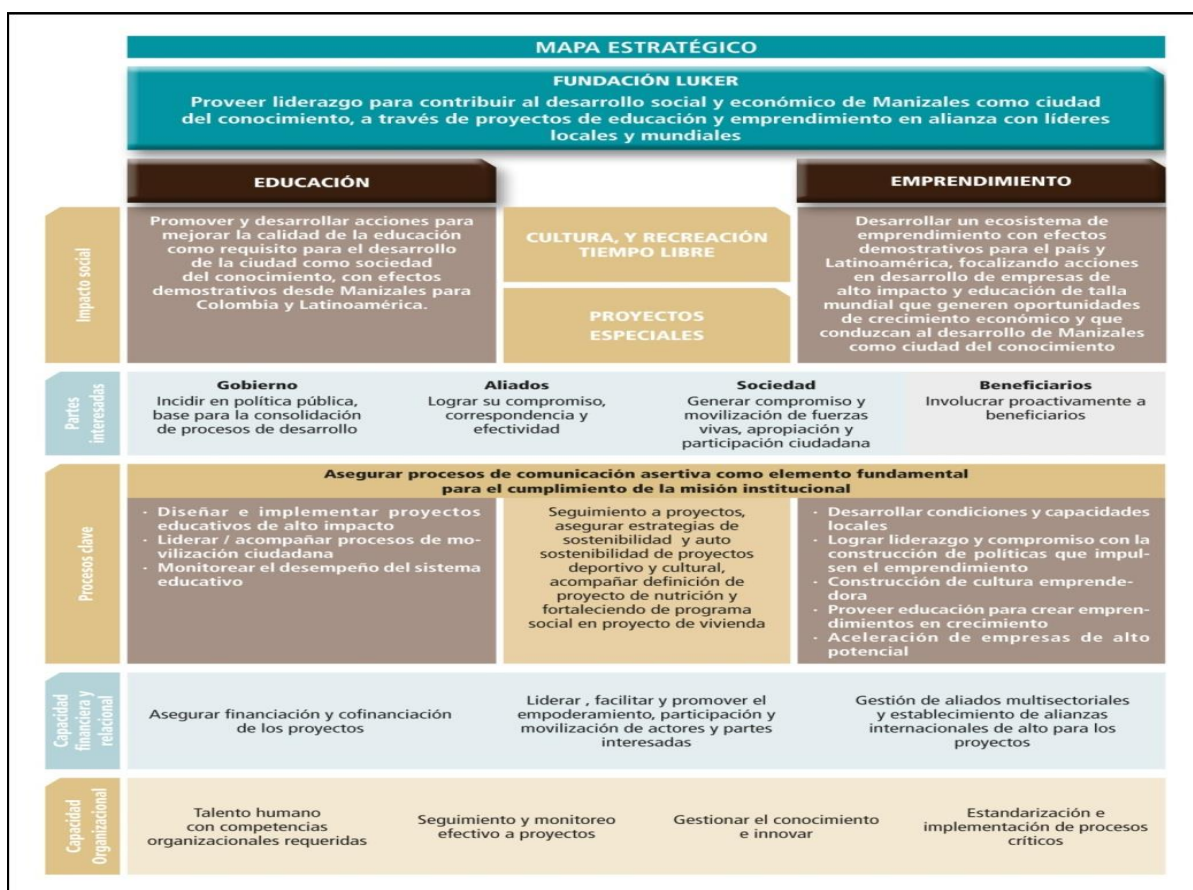 MAPA ESTRATÉGICO
FUNDACIÓN LUKER
Proveer liderazgo para contribuir al desarrollo social y económico de Manizales como ciudad
del conocimiento, a través de proyectos de educación y emprendimiento en alianza con líderes
locales y mundiales
EDUCACIÓN
EMPRENDIMIENTO
Impacto social
Promover y desarrollar acciones para
mejorar la calidad de la educación
como requisito para el desarrollo
de la ciudad como sociedad
del conocimiento, con efectos
demostrativos desde Manizales para
Colombia y Latinoamérica.
CULTURA, Y RECREACIÓN
TIEMPO LIBRE
PROYECTOS
ESPECIALES
Desarrollar un ecosistema de
emprendimiento con efectos
demostrativos para el país y
Latinoamérica, focalizando acciones
en desarrollo de empresas de
alto impacto y educación de talla
mundial que generen oportunidades
de crecimiento económico y que
conduzcan al desarrollo de Manizales
como ciudad del conocimiento
Partes
interesadas
Gobierno
Incidir en política pública,
base para la consolidación
de procesos de desarrollo
Aliados
Lograr su compromiso,
correspondencia y
efectividad
Sociedad
Generar compromiso y
movilización de fuerzas
vivas, apropiación y
participación ciudadana
Beneficiarios
Involucrar proactivamente a
beneficiarios
Procesos clave
Asegurar procesos de comunicación asertiva como elemento fundamental
para el cumplimiento de la misión institucional
· Diseñar e implementar proyectos
educativos de alto impacto
· Liderar / acompañar procesos de mo-
vilización ciudadana
· Monitorear el desempeño del sistema
educativo
Seguimiento a proyectos,
asegurar estrategias de
sostenibilidad y auto
sostenibilidad de proyectos
deportivo y cultural,
acompañar definición de
proyecto de nutrición y
fortaleciendo de programa
social en proyecto de vivienda
· Desarrollar condiciones y capacidades
locales
· Lograr liderazgo y compromiso con la
construcción de políticas que impul-
sen el emprendimiento
· Construcción de cultura emprende-
dora
· Proveer educación para crear empren-
dimientos en crecimiento
· Aceleración de empresas de alto
potencial
Capacidad
financiera y
relacional
Asegurar financiación y cofinanciación
de los proyectos
Liderar , facilitar y promover el
empoderamiento, participación y
movilización de actores y partes
interesadas
Gestión de aliados multisectoriales
y establecimiento de alianzas
internacionales de alto para los
proyectos
Capacidad
Organizacional
Talento humano
con competencias
organizacionales requeridas
Seguimiento y monitoreo
efectivo a proyectos
Gestionar el conocimiento
e innovar
Estandarización e
implementación de procesos
críticos